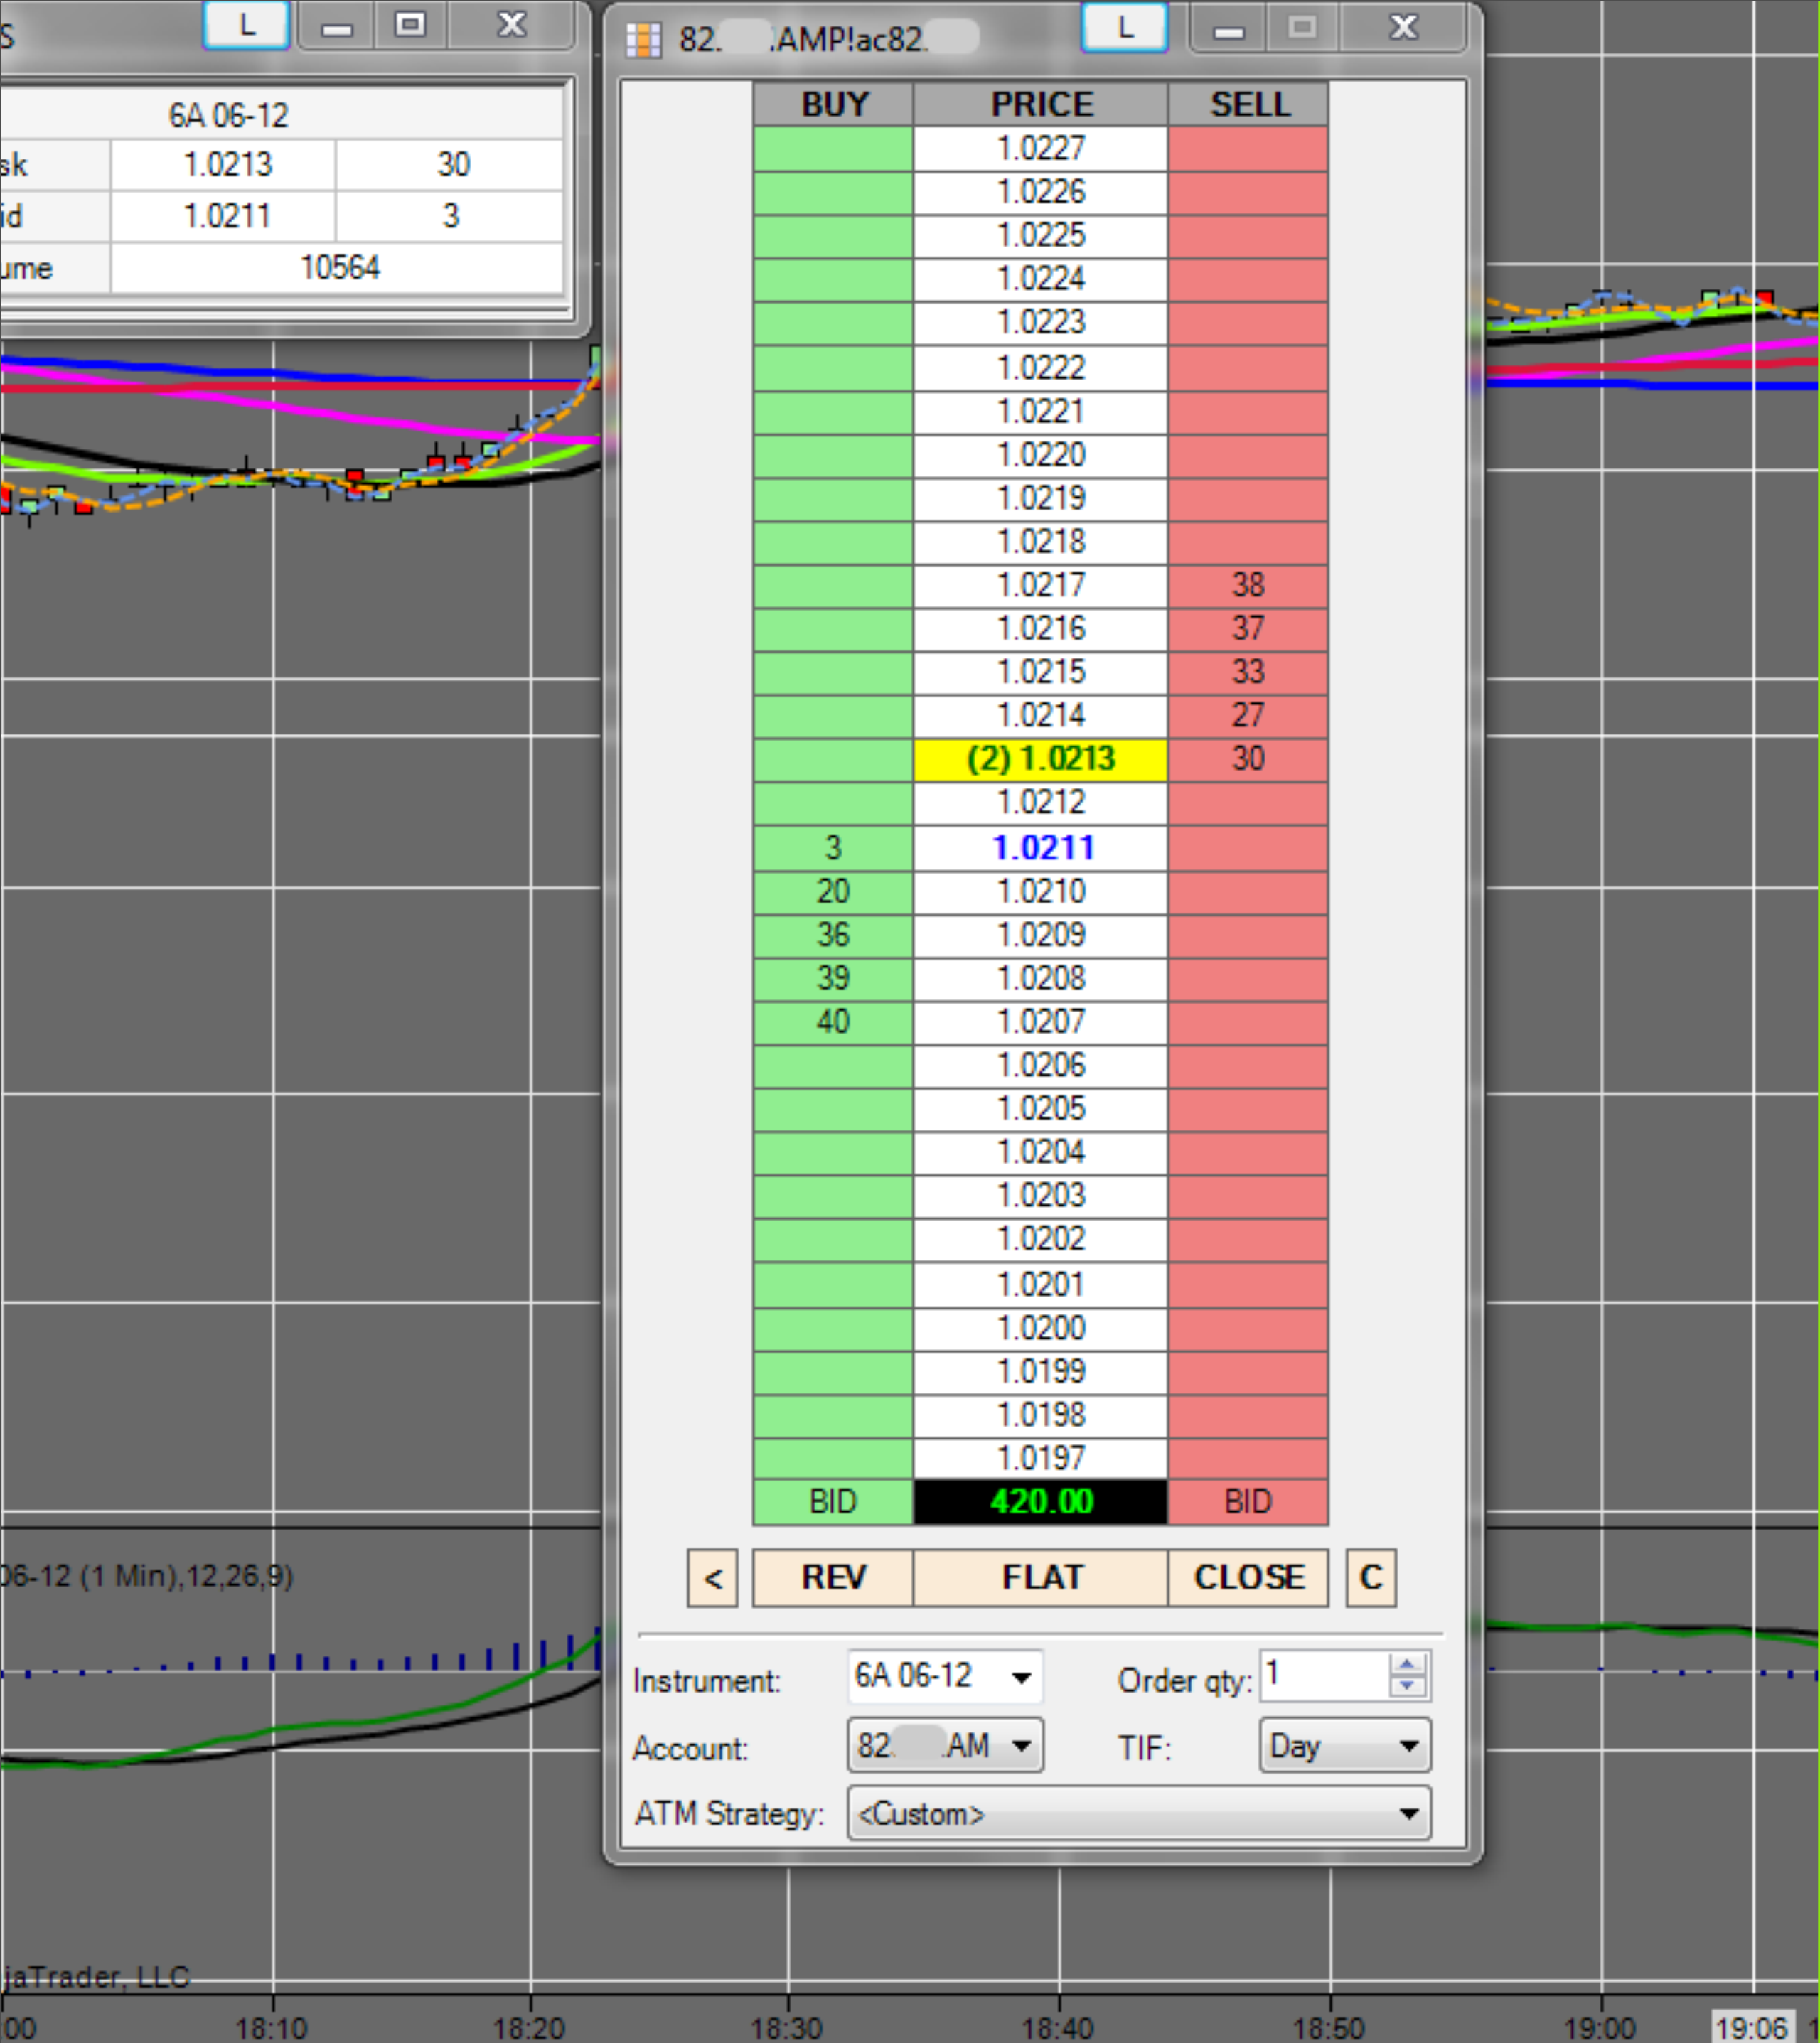 S L X
6A 06-12
sk 1.0213 30
id 1.0211 3
ume 10564
82. .AMP!ac82. L X
BUY PRICE SELL
1.0227
1.0226
1.0225
1.0224
1.0223
1.0222
1.0221
1.0220
1.0219
1.0218
1.0217 38
1.0216 37
1.0215 33
1.0214 27
(2) 1.0213 30
1.0212
3 1.0211
20 1.0210
36 1.0209
39 1.0208
40 1.0207
1.0206
1.0205
1.0204
1.0203
1.0202
1.0201
1.0200
1.0199
1.0198
1.0197
BID 420.00 BID
< REV FLAT CLOSE C
Instrument: 6A 06-12 Order qty: 1
Account: 82. .AM TIF: Day
ATM Strategy: <Custom>
06-12 (1 Min),12,26,9)
jaTrader, LLC
:00 18:10 18:20 18:30 18:40 18:50 19:00 19:06